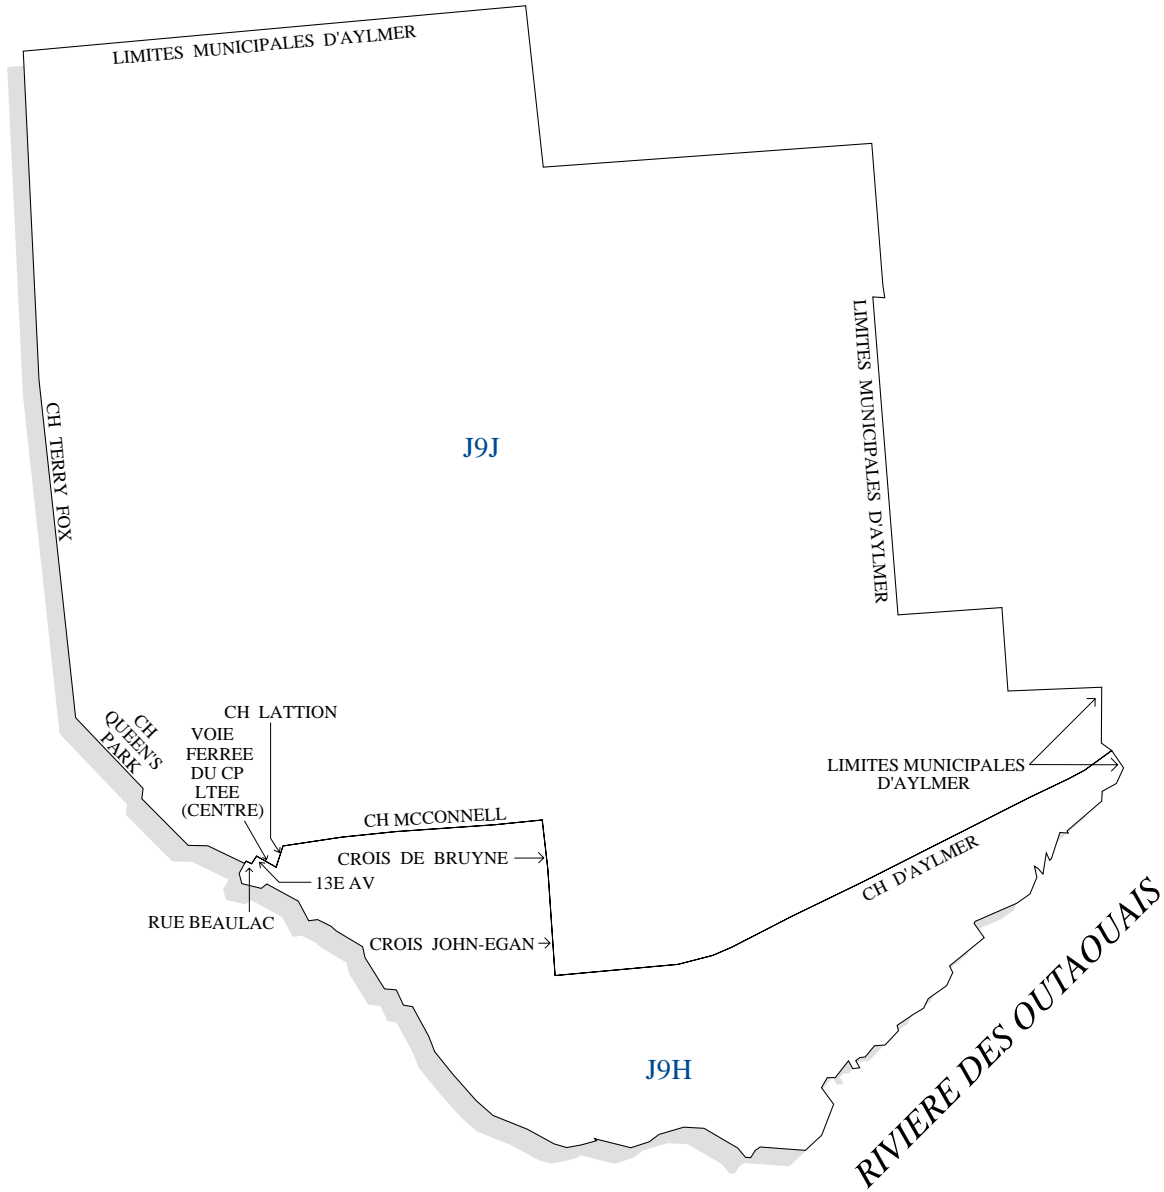 LIMITES MUNICIPALES D'AYLMER
LIMITES MUNICIPALES D'AYLMER
CH TERRY FOX
J9J
CH
QUEEN'S
PARK
CH LATTION
VOIE
FERREE
DU CP
LTEE
(CENTRE)
LIMITES MUNICIPALES
D'AYLMER
CH MCCONNELL
CROIS DE BRUYNE
13E AV
CH D'AYLMER
RUE BEAULAC
CROIS JOHN-EGAN
J9H
RIVIERE DES OUTAOUAIS